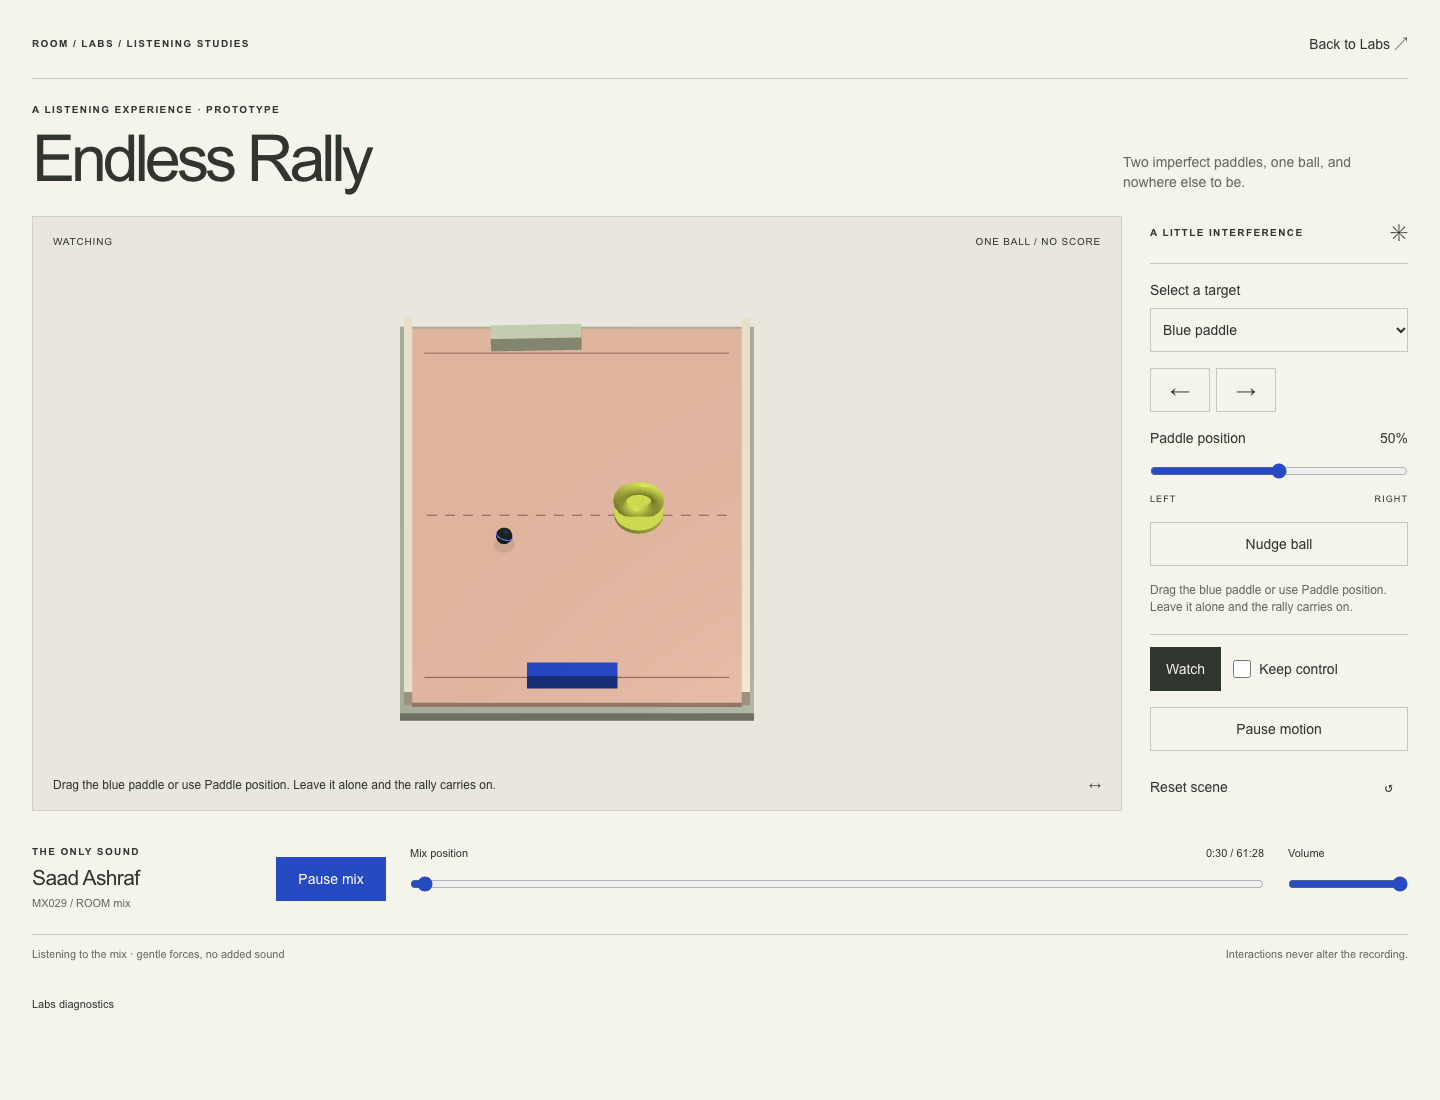 ROOM / LABS / LISTENING STUDIES
Back to Labs ↗
A LISTENING EXPERIENCE · PROTOTYPE
Endless Rally
Two imperfect paddles, one ball, and
nowhere else to be.
WATCHING
ONE BALL / NO SCORE
Drag the blue paddle or use Paddle position. Leave it alone and the rally carries on.
↔
A LITTLE INTERFERENCE
Select a target
Blue paddle
← →
Paddle position 50%
LEFT RIGHT
Nudge ball
Drag the blue paddle or use Paddle position.
Leave it alone and the rally carries on.
Watch Keep control
Pause motion
Reset scene ↺
THE ONLY SOUND
Saad Ashraf
MX029 / ROOM mix
Pause mix
Mix position 0:30 / 61:28
Volume
Listening to the mix · gentle forces, no added sound
Interactions never alter the recording.
Labs diagnostics